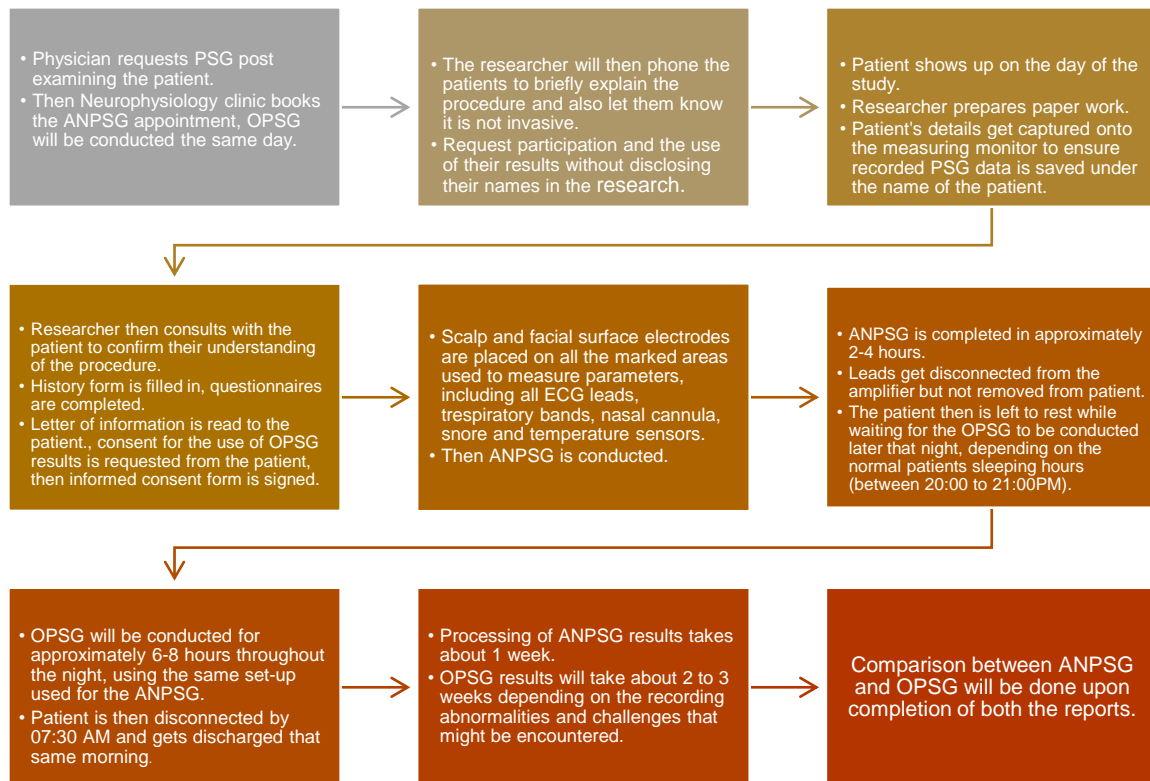 • Physician requests PSG post
examining the patient.
• Then Neurophysiology clinic books
the ANPSG appointment, OPSG
will be conducted the same day.
• The researcher will then phone the
patients to briefly explain the
procedure and also let them know
it is not invasive.
• Request participation and the use
of their results without disclosing
their names in the research.
• Patient shows up on the day of the
study.
• Researcher prepares paper work.
• Patient's details get captured onto
the measuring monitor to ensure
recorded PSG data is saved under
the name of the patient.
• Researcher then consults with the
patient to confirm their understanding
of the procedure.
• History form is filled in, questionnaires
are completed.
• Letter of information is read to the
patient., consent for the use of OPSG
results is requested from the patient,
then informed consent form is signed.
• Scalp and facial surface electrodes
are placed on all the marked areas
used to measure parameters,
including all ECG leads,
trespiratory bands, nasal cannula,
snore and temperature sensors.
• Then ANPSG is conducted.
• ANPSG is completed in approximately
2-4 hours.
• Leads get disconnected from the
amplifier but not removed from patient.
• The patient then is left to rest while
waiting for the OPSG to be conducted
later that night, depending on the
normal patients sleeping hours
(between 20:00 to 21:00PM).
• OPSG will be conducted for
approximately 6-8 hours throughout
the night, using the same set-up
used for the ANPSG.
• Patient is then disconnected by
07:30 AM and gets discharged that
same morning.
• Processing of ANPSG results takes
about 1 week.
• OPSG results will take about 2 to 3
weeks depending on the recording
abnormalities and challenges that
might be encountered.
Comparison between ANPSG
and OPSG will be done upon
completion of both the reports.